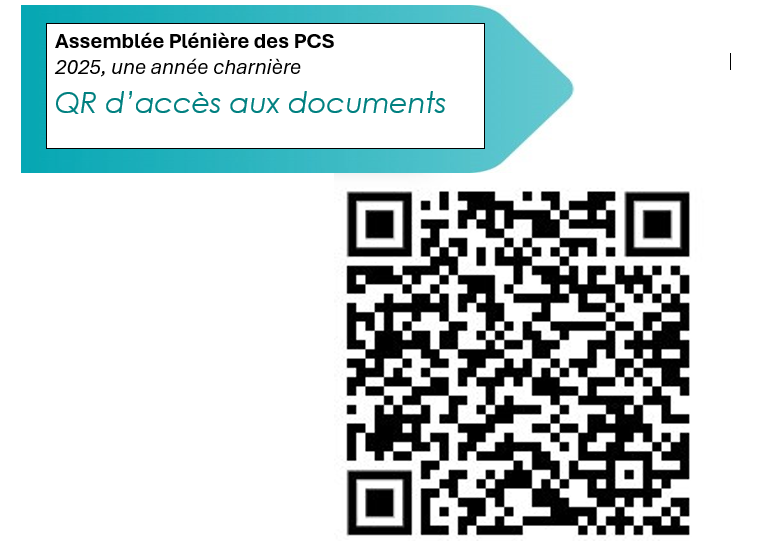 Assemblée Plénière des PCS
2025, une année charnière
QR d’accès aux documents